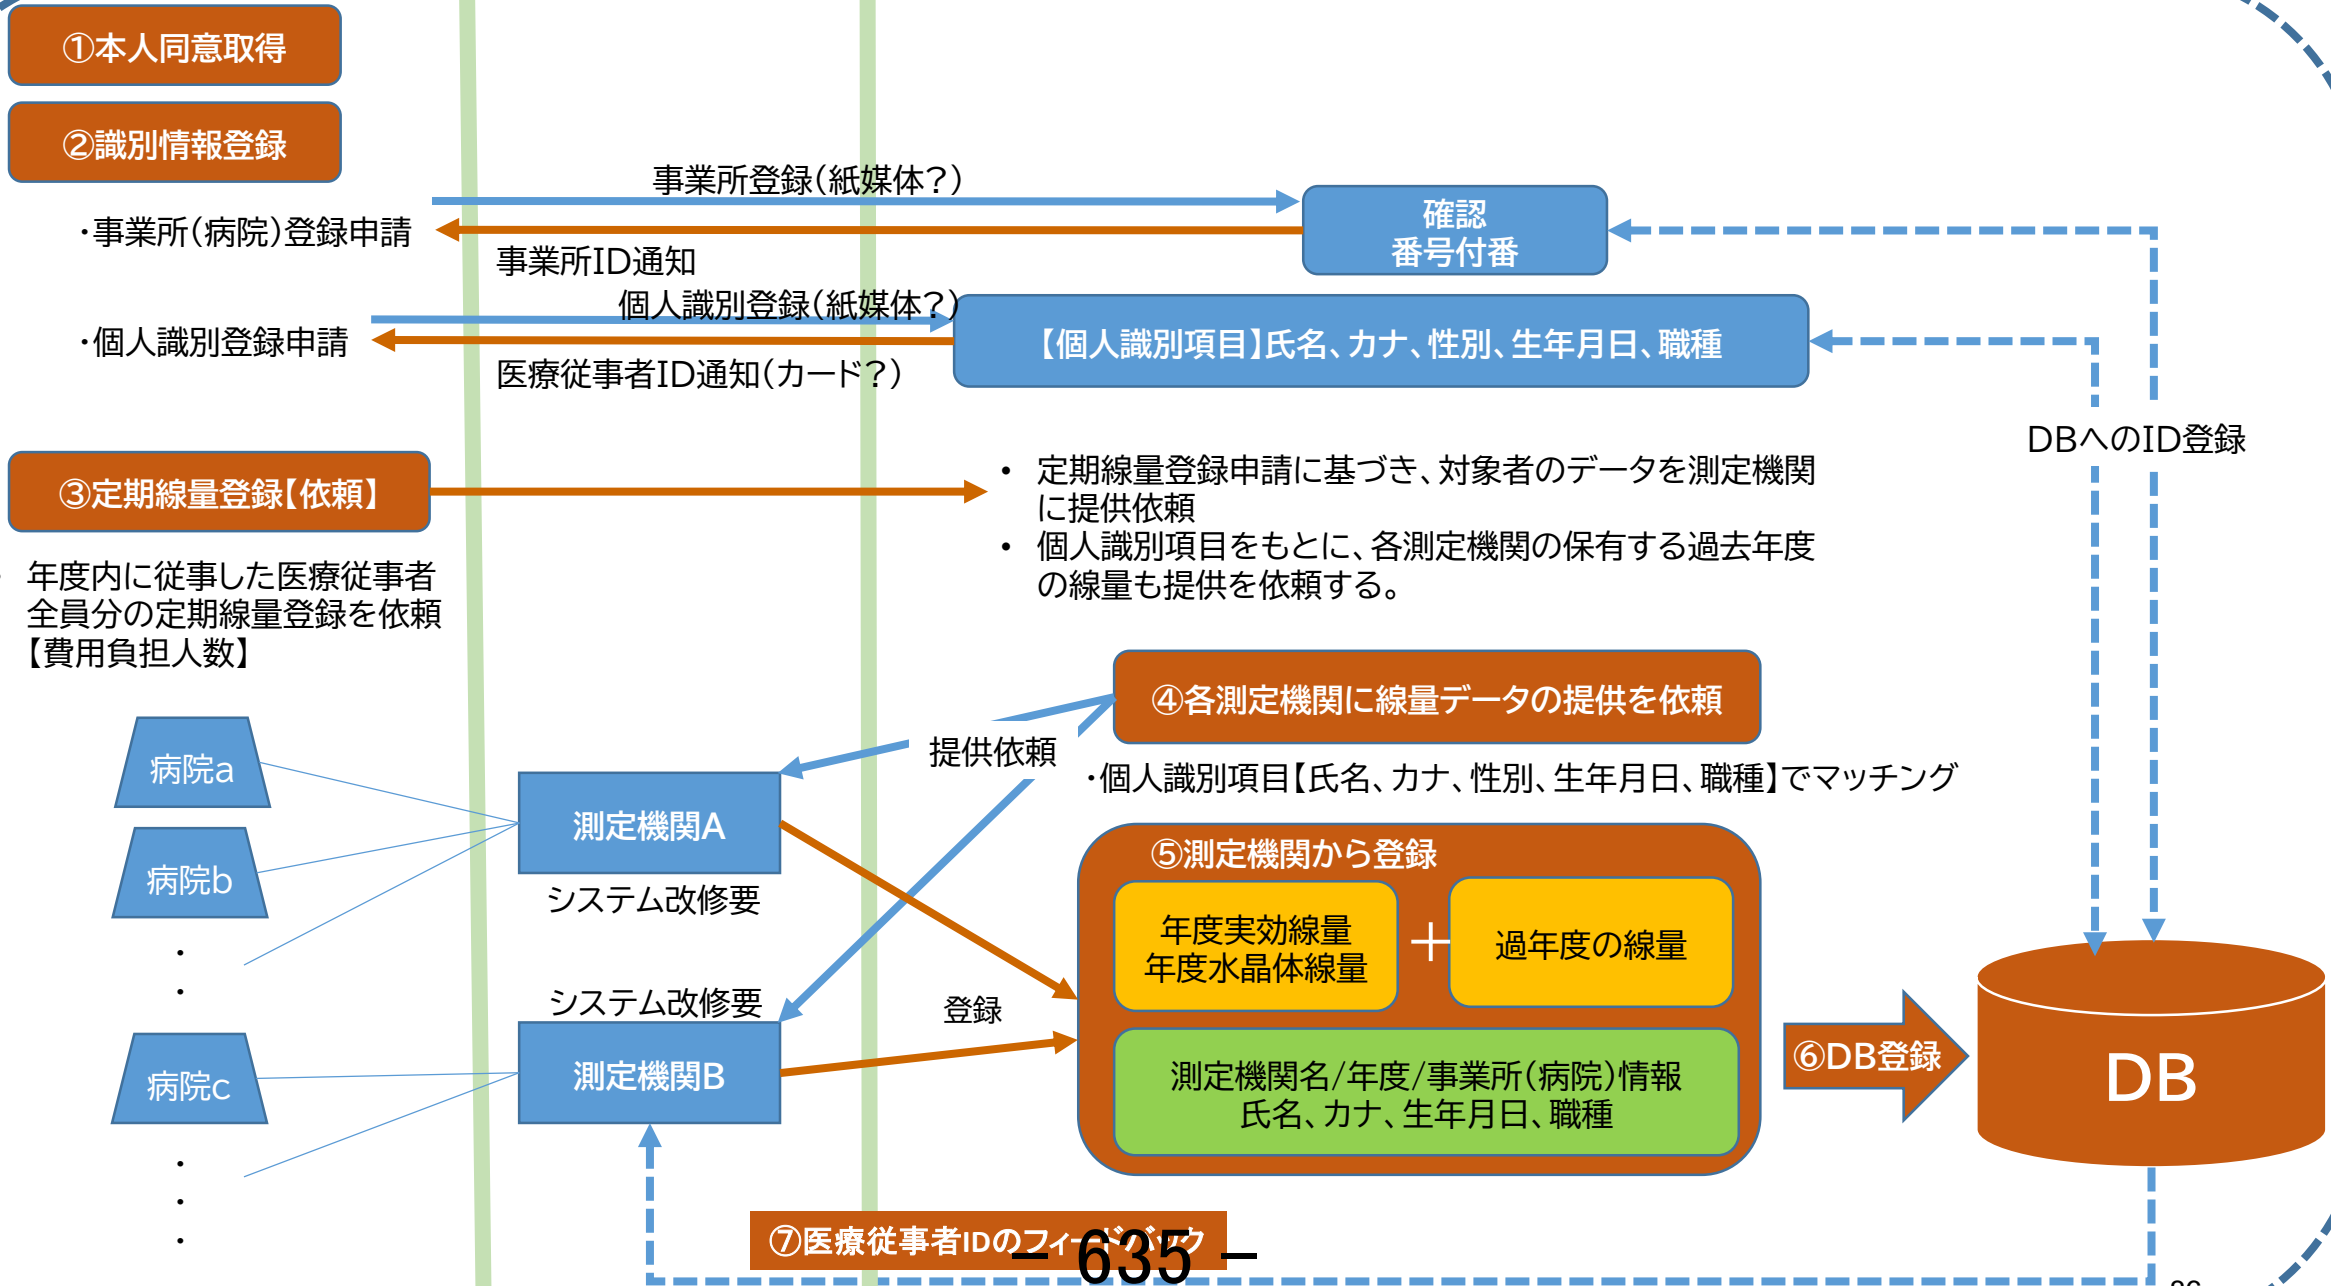 ①本人同意取得
②識別情報登録
事業所登録(紙媒体?)
・事業所(病院)登録申請
確認
番号付番
事業所ID通知
個人識別登録(紙媒体?)
・個人識別登録申請
【個人識別項目】氏名、カナ、性別、生年月日、職種
医療従事者ID通知(カード?)
DBへのID登録
③定期線量登録【依頼】
• 定期線量登録申請に基づき、対象者のデータを測定機関
に提供依頼
• 個人識別項目をもとに、各測定機関の保有する過去年度
の線量も提供を依頼する。
年度内に従事した医療従事者
全員分の定期線量登録を依頼
【費用負担人数】
④各測定機関に線量データの提供を依頼
提供依頼
・個人識別項目【氏名、カナ、性別、生年月日、職種】でマッチング
病院a
測定機関A
病院b
システム改修要
・
・
⑤測定機関から登録
年度実効線量
年度水晶体線量
+
過年度の線量
システム改修要
登録
病院c
測定機関B
測定機関名/年度/事業所(病院)情報
氏名、カナ、生年月日、職種
⑥DB登録
DB
・
・
・
⑦医療従事者IDのフィードバック
− 635 −